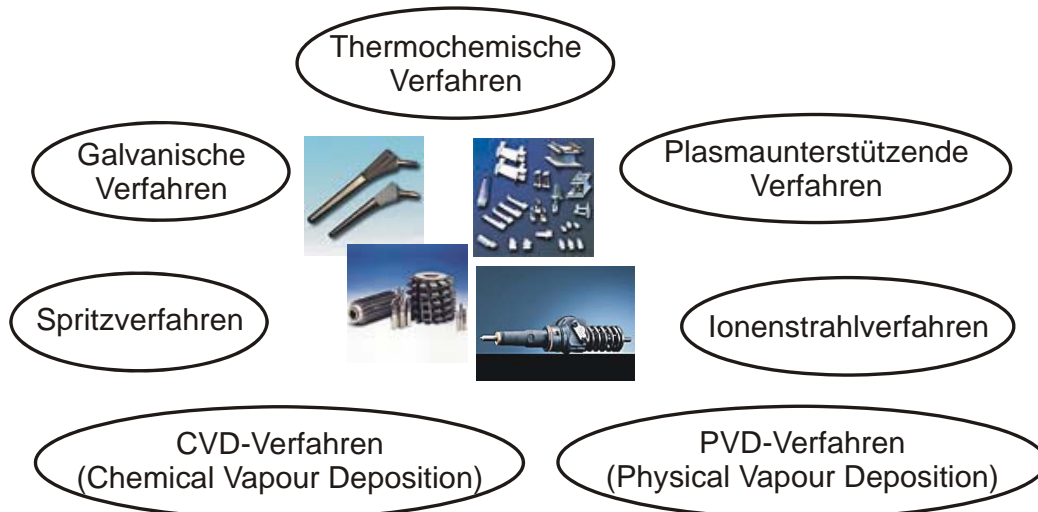 Thermochemische
Verfahren
Galvanische
Verfahren
Plasmaunterstützende
Verfahren
Spritzverfahren
Ionenstrahlverfahren
CVD-Verfahren
(Chemical Vapour Deposition)
PVD-Verfahren
(Physical Vapour Deposition)